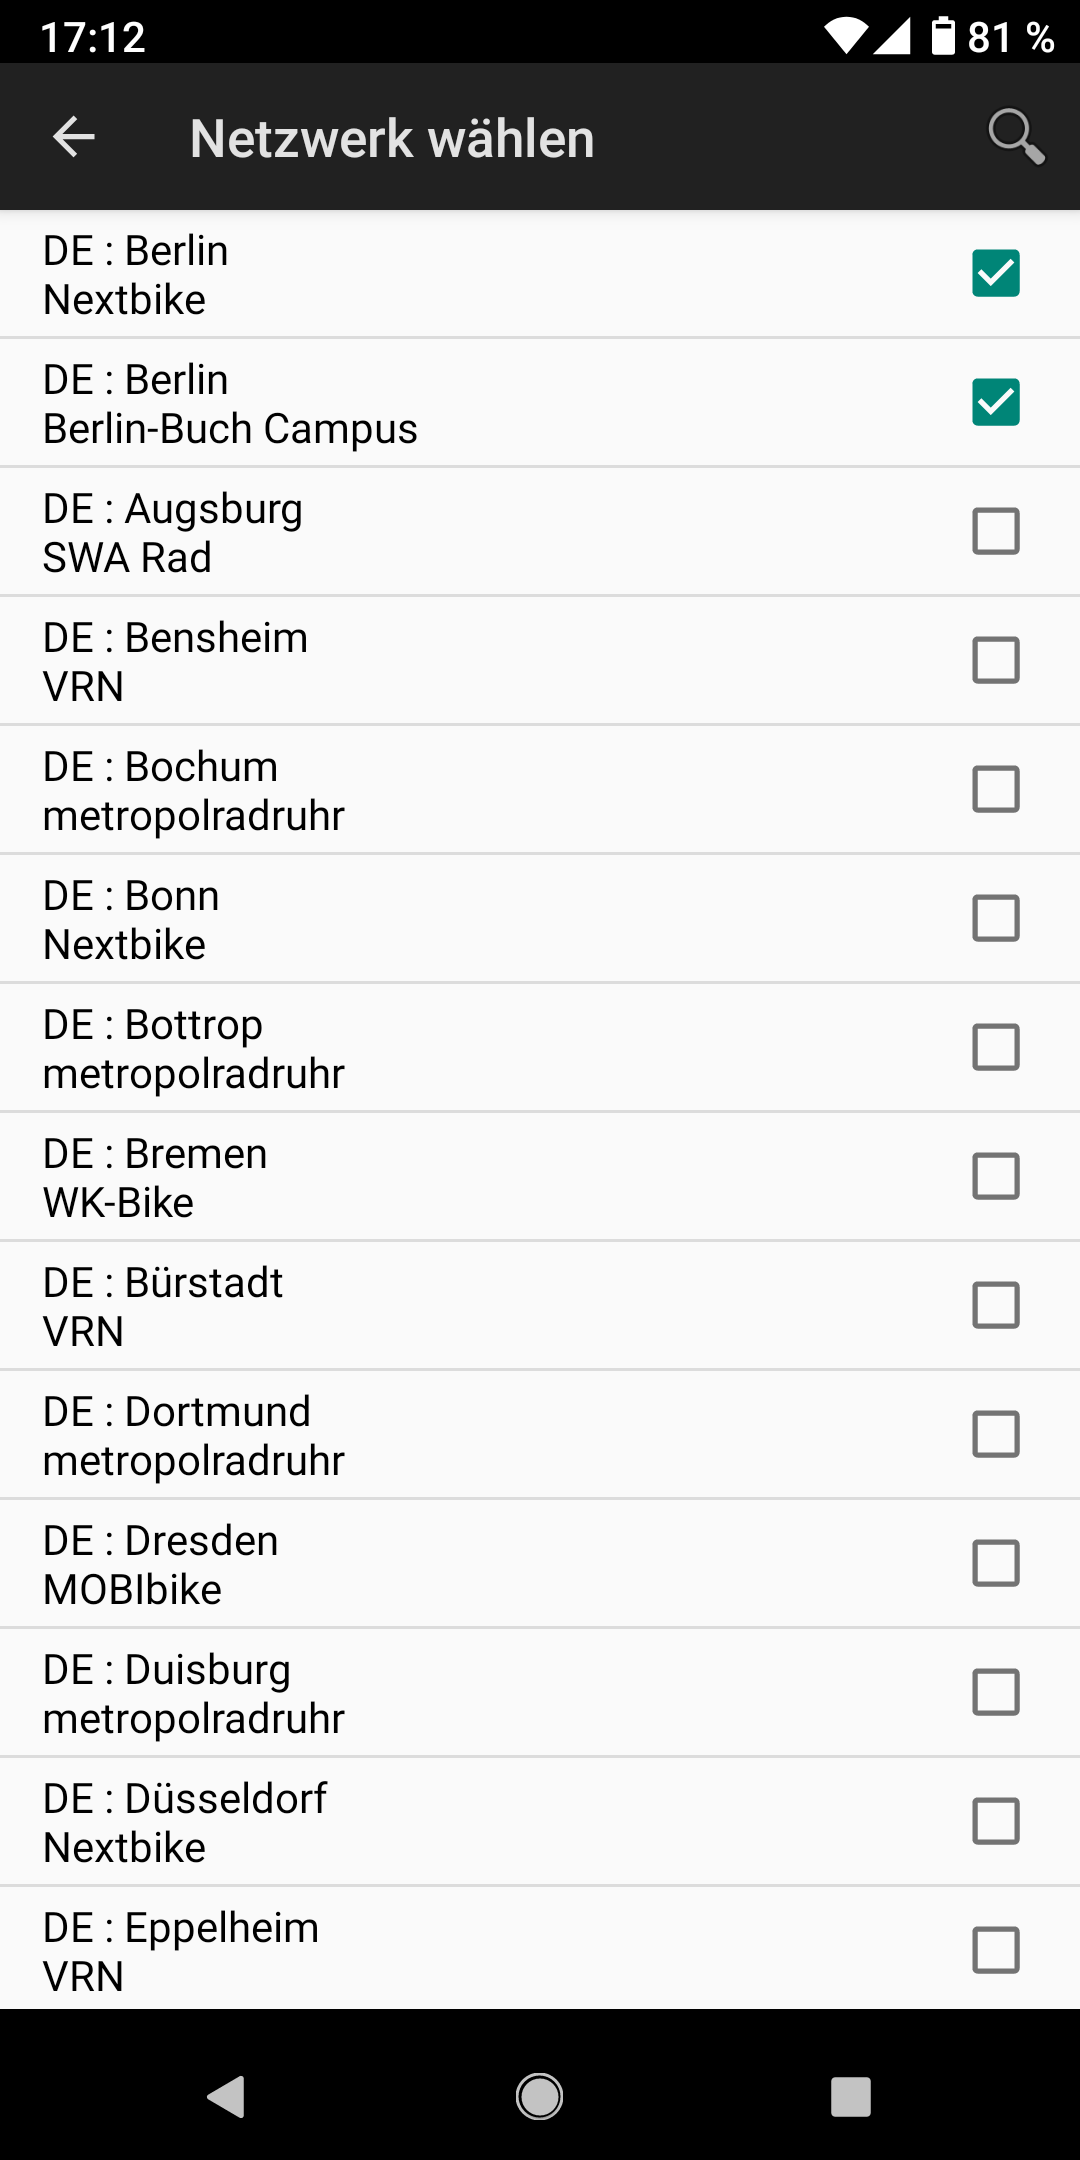 17:12
81 %
Netzwerk wählen
DE : Berlin
Nextbike
DE : Berlin
Berlin-Buch Campus
DE : Augsburg
SWA Rad
DE : Bensheim
VRN
DE : Bochum
metropolradruhr
DE : Bonn
Nextbike
DE : Bottrop
metropolradruhr
DE : Bremen
WK-Bike
DE : Bürstadt
VRN
DE : Dortmund
metropolradruhr
DE : Dresden
MOBIbike
DE : Duisburg
metropolradruhr
DE : Düsseldorf
Nextbike
DE : Eppelheim
VRN